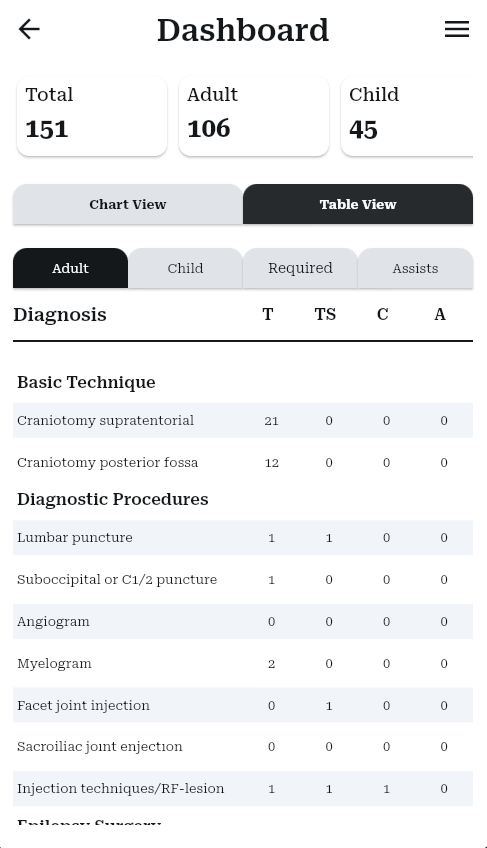 Dashboard
Total Adult Child
151 106 45
Chart View Table View
Adult Child Required Assists
Diagnosis T TS C A
Basic Technique
Craniotomy supratentorial 21 0 0 0
Craniotomy posterior fossa 12 0 0 0
Diagnostic Procedures
Lumbar puncture 1 1 0 0
Suboccipital or C1/2 puncture 1 0 0 0
Angiogram 0 0 0 0
Myelogram 2 0 0 0
Facet joint injection 0 1 0 0
Sacroiliac joint enjection 0 0 0 0
Injection techniques/RF-lesion 1 1 1 0
Epilepsy Surgery